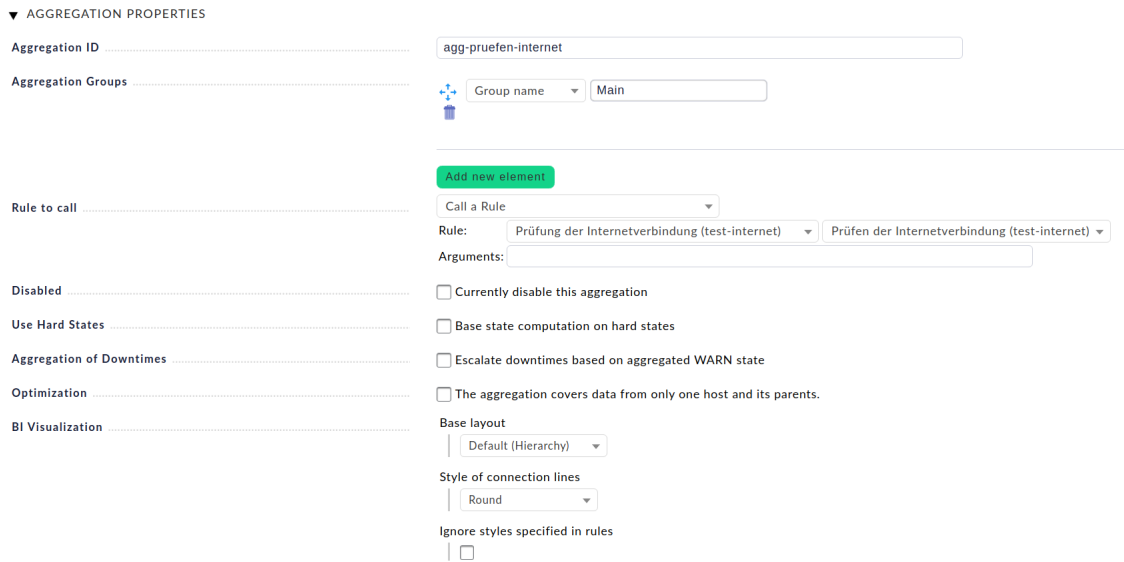 AGGREGATION PROPERTIES
Aggregation ID
agg-pruefen-internet
Aggregation Groups
Group name
Main
Add new element
Rule to call
Call a Rule
Rule:
Prüfung der Internetverbindung (test-internet)
Prüfen der Internetverbindung (test-internet)
Arguments:
Disabled
Currently disable this aggregation
Use Hard States
Base state computation on hard states
Aggregation of Downtimes
Escalate downtimes based on aggregated WARN state
Optimization
The aggregation covers data from only one host and its parents.
BI Visualization
Base layout
Default (Hierarchy)
Style of connection lines
Round
Ignore styles specified in rules